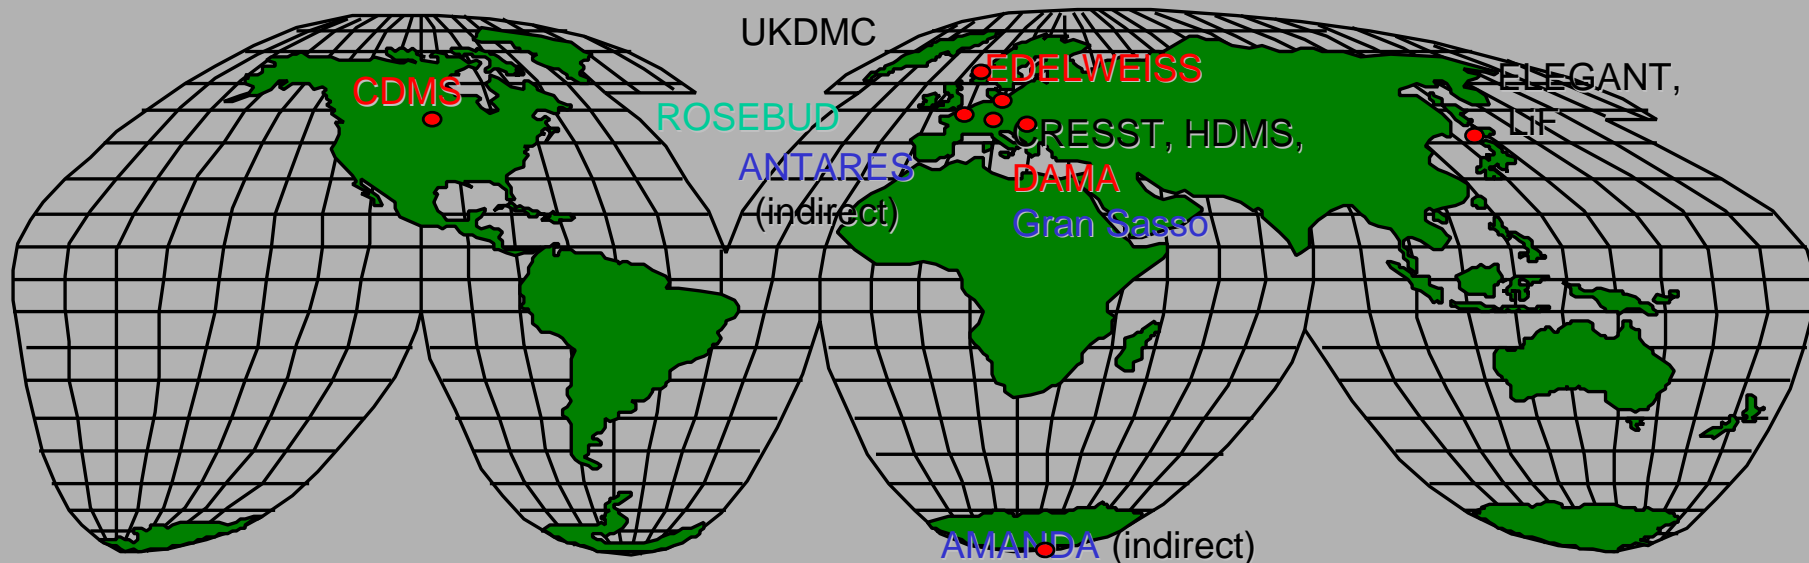 UKDMC
CDMS
EDELWEISS
ELEGANT,
LiF
ROSEBUD
CRESST, HDMS,
ANTARES
(indirect)
DAMA
Gran Sasso
AMANDA (indirect)